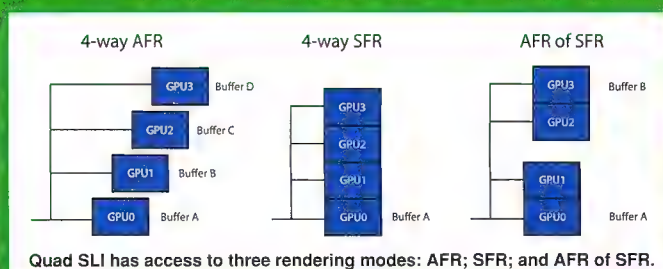 4-way AFR
GPU3 Buffer D
GPU2 Buffer C
GPU1 Buffer B
GPU0 Buffer A
4-way SFR
GPU3
GPU2
GPU1
GPU0 Buffer A
AFR of SFR
GPU3 Buffer B
GPU2
GPU1
GPU0 Buffer A
Quad SLI has access to three rendering modes: AFR; SFR; and AFR of SFR.